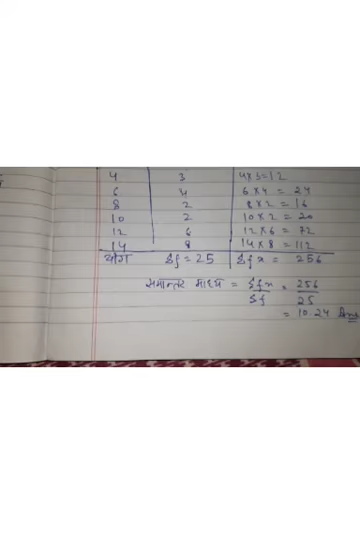 4 3 4×3=12
6 4 6×4 = 24
8 2 8×2 = 16
10 2 10×2 = 20
12 6 12×6 = 72
14 8 14×8 = 112
योग Σf = 25 Σfx = 256
समान्तर माध्य = Σfx/Σf = 256/25
= 10.24 Ans